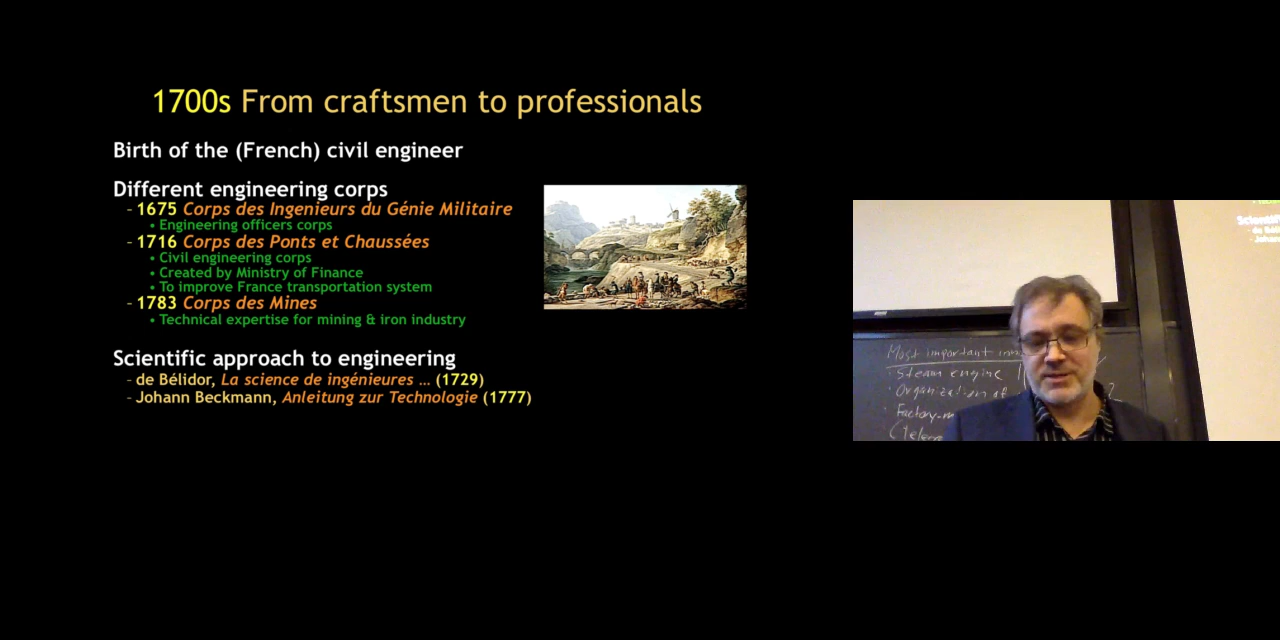 1700s From craftsmen to professionals
Birth of the (French) civil engineer
Different engineering corps
- 1675 Corps des Ingenieurs du Génie Militaire
• Engineering officers corps
- 1716 Corps des Ponts et Chaussées
• Civil engineering corps
• Created by Ministry of Finance
• To improve France transportation system
- 1783 Corps des Mines
• Technical expertise for mining & iron industry
Scientific approach to engineering
- de Bélidor, La science de ingénieures ... (1729)
- Johann Beckmann, Anleitung zur Technologie (1777)
Most important
· Steam engine
· Organization of
· Factory-